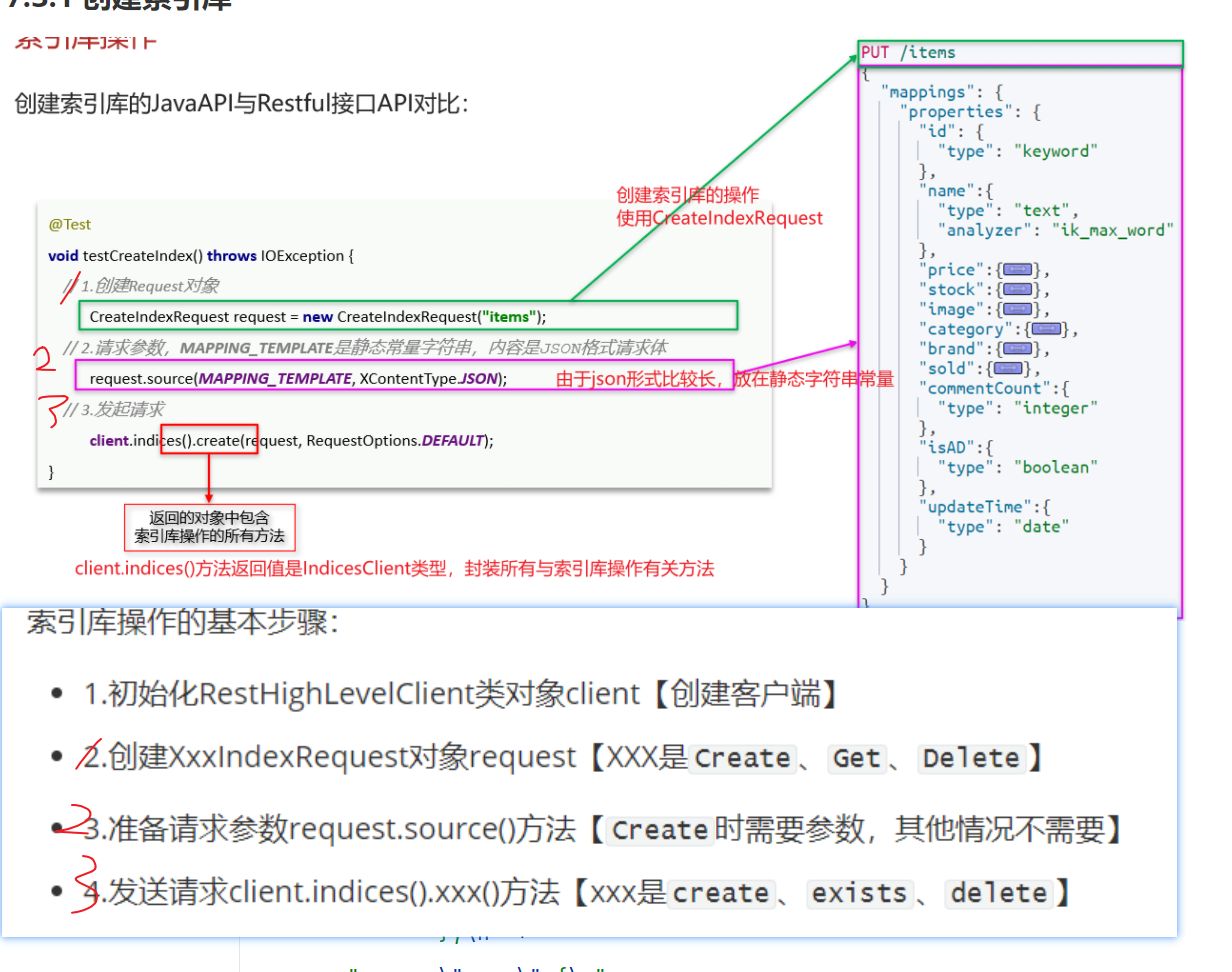 7.3.1 创建索引库
索引库操作
创建索引库的JavaAPI与Restful接口API对比：
@Test
void testCreateIndex() throws IOException {
// 1.创建Request对象
CreateIndexRequest request = new CreateIndexRequest("items");
// 2.请求参数，MAPPING_TEMPLATE是静态常量字符串，内容是JSON格式请求体
request.source(MAPPING_TEMPLATE, XContentType.JSON);
// 3.发起请求
client.indices().create(request, RequestOptions.DEFAULT);
}
2
3
创建索引库的操作
使用CreateIndexRequest
由于json形式比较长，放在静态字符串常量
返回的对象中包含
索引库操作的所有方法
client.indices()方法返回值是IndicesClient类型，封装所有与索引库操作有关方法
PUT /items
{
"mappings": {
"properties": {
"id": {
"type": "keyword"
},
"name":{
"type": "text",
"analyzer": "ik_max_word"
},
"price":{},
"stock":{},
"image":{},
"category":{},
"brand":{},
"sold":{},
"commentCount":{
"type": "integer"
},
"isAD":{
"type": "boolean"
},
"updateTime":{
"type": "date"
}
}
}
}
索引库操作的基本步骤：
1.初始化RestHighLevelClient类对象client【创建客户端】
2.创建XxxIndexRequest对象request【XXX是Create、Get、Delete】
3.准备请求参数request.source()方法【Create时需要参数，其他情况不需要】
4.发送请求client.indices().xxx()方法【xxx是create、exists、delete】
2
3